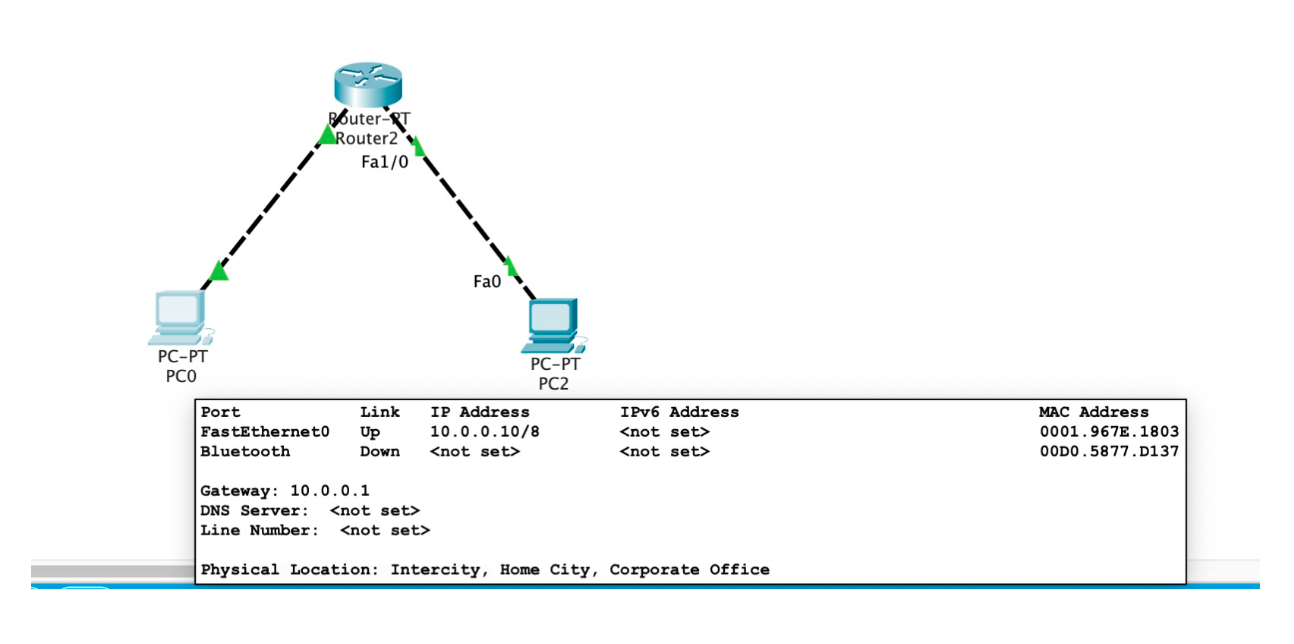 Router-PT
Router2
Fa1/0
Fa0
PC-PT
PC0
PC-PT
PC2
Port Link IP Address IPv6 Address MAC Address
FastEthernet0 Up 10.0.0.10/8 <not set> 0001.967E.1803
Bluetooth Down <not set> <not set> 00D0.5877.D137
Gateway: 10.0.0.1
DNS Server: <not set>
Line Number: <not set>
Physical Location: Intercity, Home City, Corporate Office